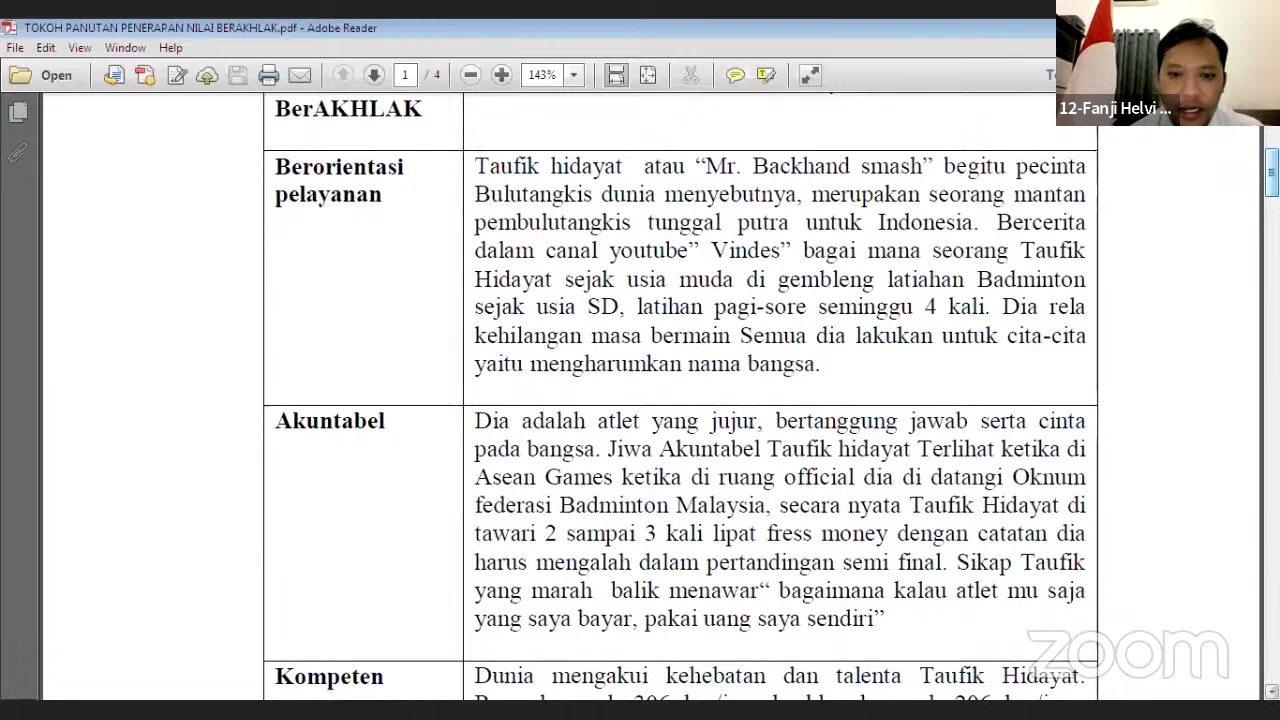 TOKOH PANUTAN PENERAPAN NILAI BERAKHLAK.pdf - Adobe Reader
File Edit View Window Help
Open 1 / 4 143%
12-Fanji Helvi ...
BerAKHLAK
Berorientasi
pelayanan
Taufik hidayat atau “Mr. Backhand smash” begitu pecinta
Bulutangkis dunia menyebutnya, merupakan seorang mantan
pembulutangkis tunggal putra untuk Indonesia. Bercerita
dalam canal youtube” Vindes” bagai mana seorang Taufik
Hidayat sejak usia muda di gembleng latiahan Badminton
sejak usia SD, latihan pagi-sore seminggu 4 kali. Dia rela
kehilangan masa bermain Semua dia lakukan untuk cita-cita
yaitu mengharumkan nama bangsa.
Akuntabel
Dia adalah atlet yang jujur, bertanggung jawab serta cinta
pada bangsa. Jiwa Akuntabel Taufik hidayat Terlihat ketika di
Asean Games ketika di ruang official dia di datangi Oknum
federasi Badminton Malaysia, secara nyata Taufik Hidayat di
tawari 2 sampai 3 kali lipat fress money dengan catatan dia
harus mengalah dalam pertandingan semi final. Sikap Taufik
yang marah balik menawar“ bagaimana kalau atlet mu saja
yang saya bayar, pakai uang saya sendiri”
Kompeten
Dunia mengakui kehebatan dan talenta Taufik Hidayat.
zoom